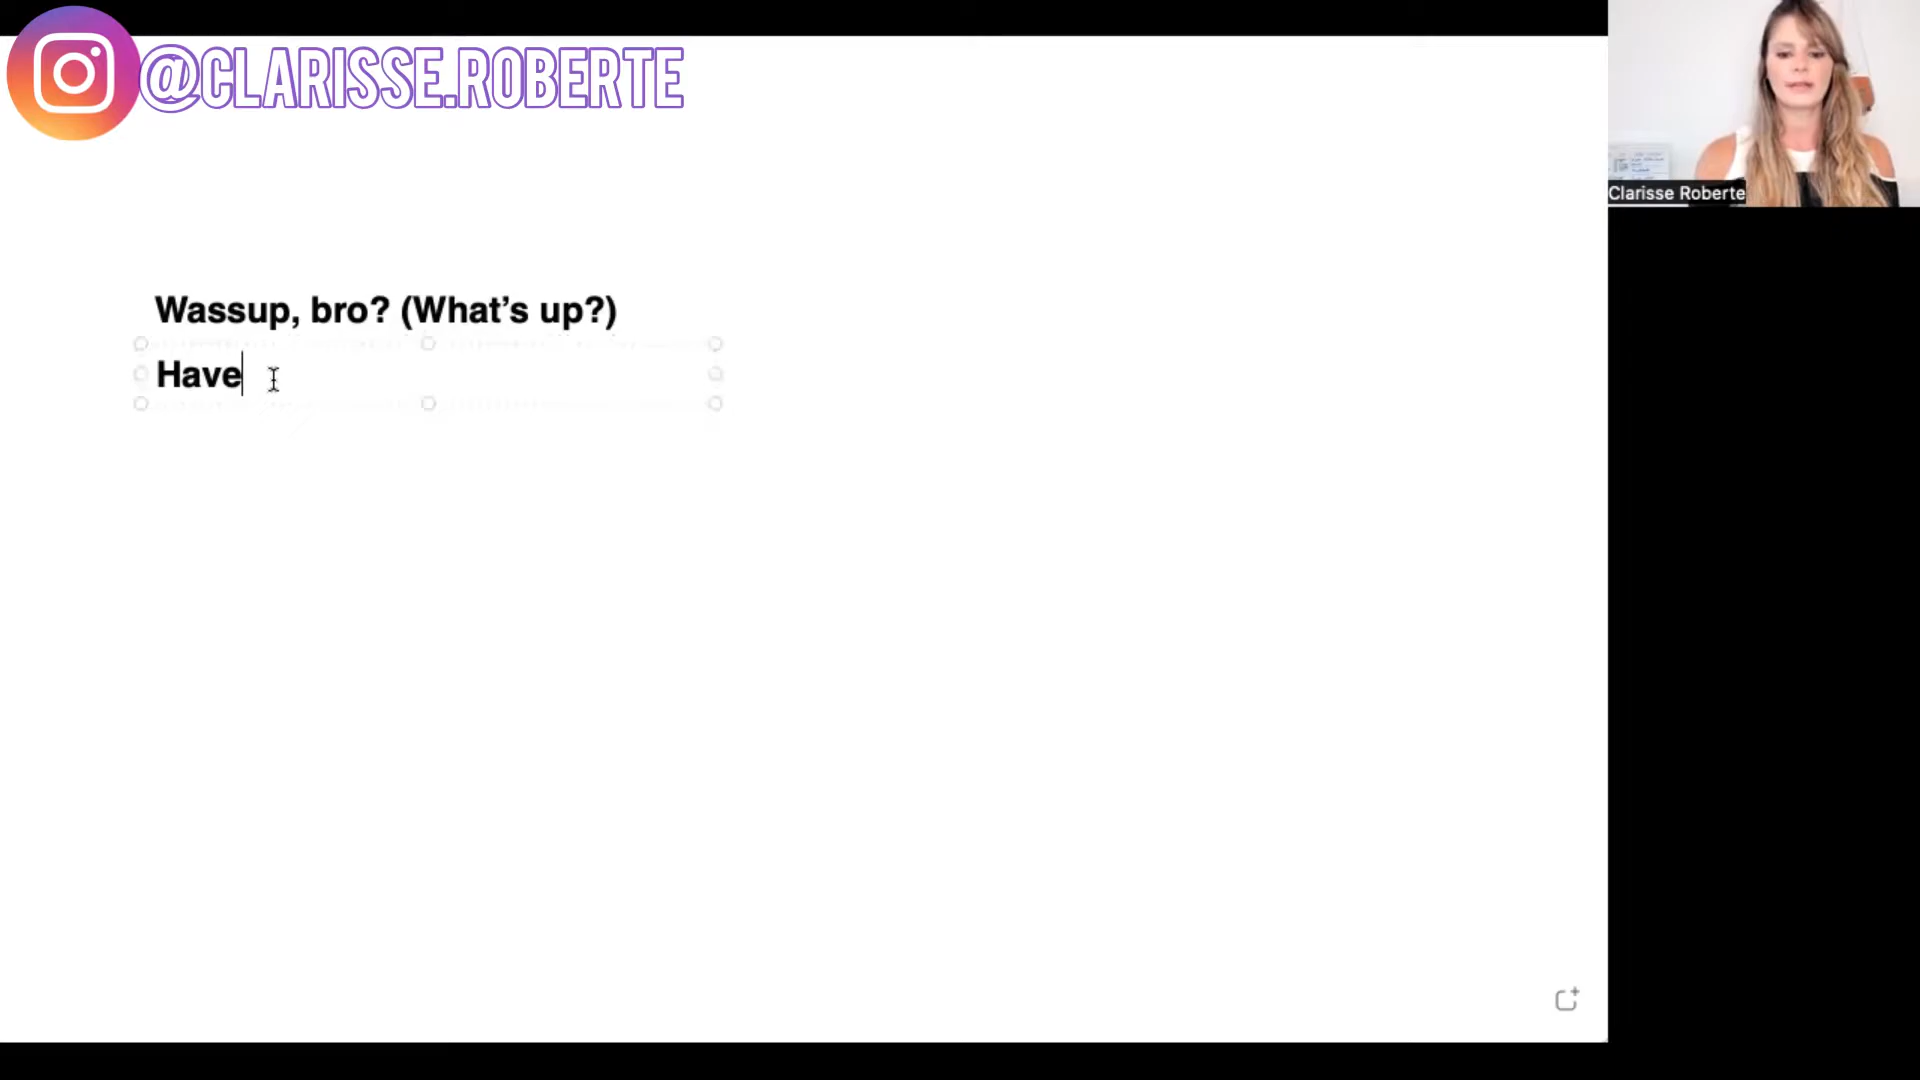 @CLARISSE.ROBERTE
Clarisse Roberte
Wassup, bro? (What’s up?)
Have